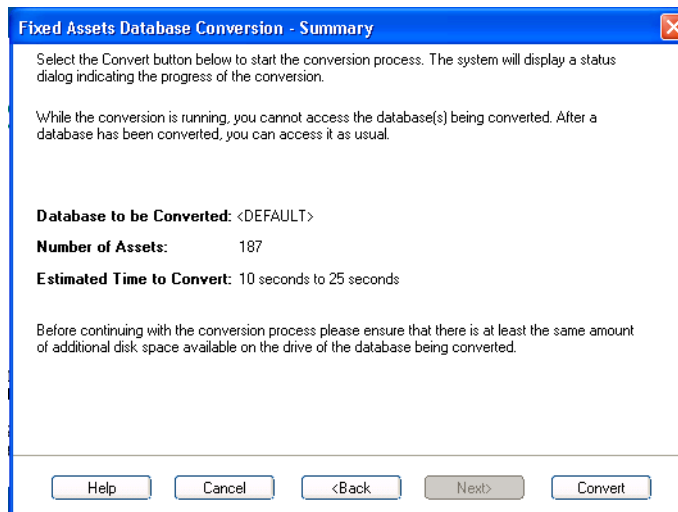 Fixed Assets Database Conversion - Summary
Select the Convert button below to start the conversion process. The system will display a status
dialog indicating the progress of the conversion.
While the conversion is running, you cannot access the database(s) being converted. After a
database has been converted, you can access it as usual.
Database to be Converted: <DEFAULT>
Number of Assets: 187
Estimated Time to Convert: 10 seconds to 25 seconds
Before continuing with the conversion process please ensure that there is at least the same amount
of additional disk space available on the drive of the database being converted.
Help Cancel <Back Next> Convert